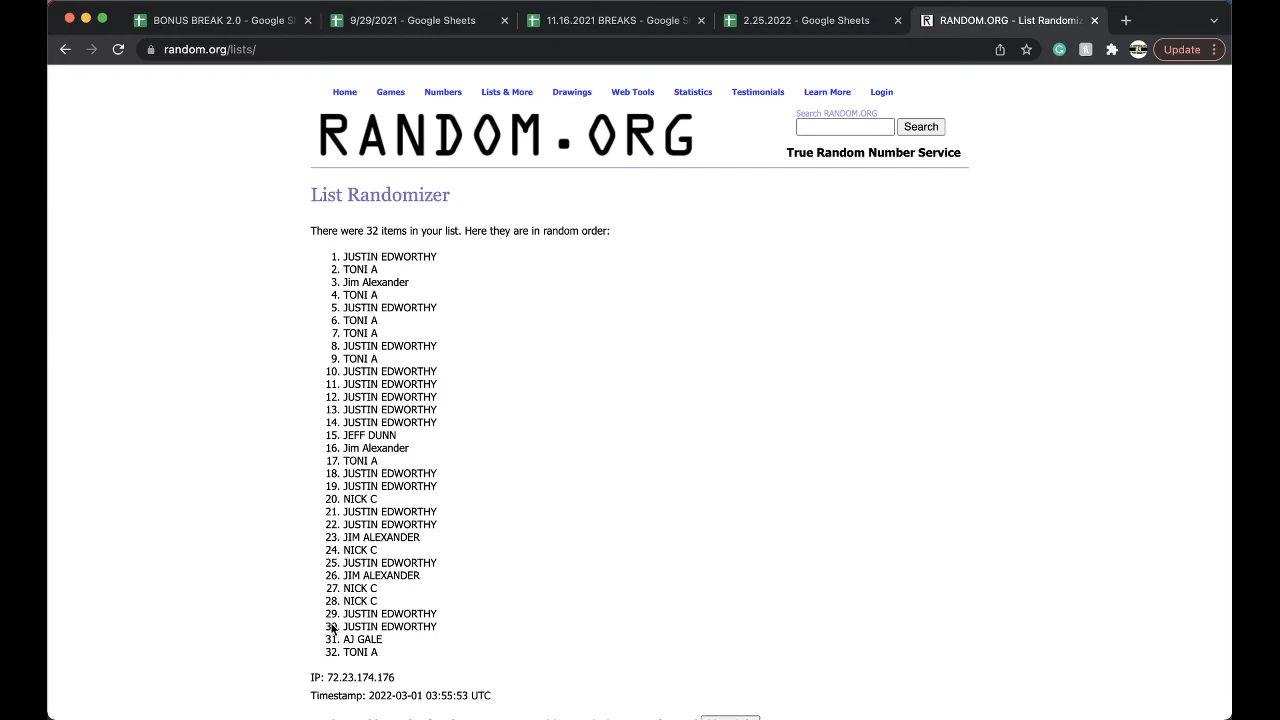 BONUS BREAK 2.0 - Google Sh
9/29/2021 - Google Sheets
11.16.2021 BREAKS - Google S
2.25.2022 - Google Sheets
RANDOM.ORG - List Randomiz
random.org/lists/
Update
Home Games Numbers Lists & More Drawings Web Tools Statistics Testimonials Learn More Login
RANDOM.ORG
Search RANDOM.ORG
Search
True Random Number Service
List Randomizer
There were 32 items in your list. Here they are in random order:
1. JUSTIN EDWORTHY
2. TONI A
3. Jim Alexander
4. TONI A
5. JUSTIN EDWORTHY
6. TONI A
7. TONI A
8. JUSTIN EDWORTHY
9. TONI A
10. JUSTIN EDWORTHY
11. JUSTIN EDWORTHY
12. JUSTIN EDWORTHY
13. JUSTIN EDWORTHY
14. JUSTIN EDWORTHY
15. JEFF DUNN
16. Jim Alexander
17. TONI A
18. JUSTIN EDWORTHY
19. JUSTIN EDWORTHY
20. NICK C
21. JUSTIN EDWORTHY
22. JUSTIN EDWORTHY
23. JIM ALEXANDER
24. NICK C
25. JUSTIN EDWORTHY
26. JIM ALEXANDER
27. NICK C
28. NICK C
29. JUSTIN EDWORTHY
30. JUSTIN EDWORTHY
31. AJ GALE
32. TONI A
IP: 72.23.174.176
Timestamp: 2022-03-01 03:55:53 UTC